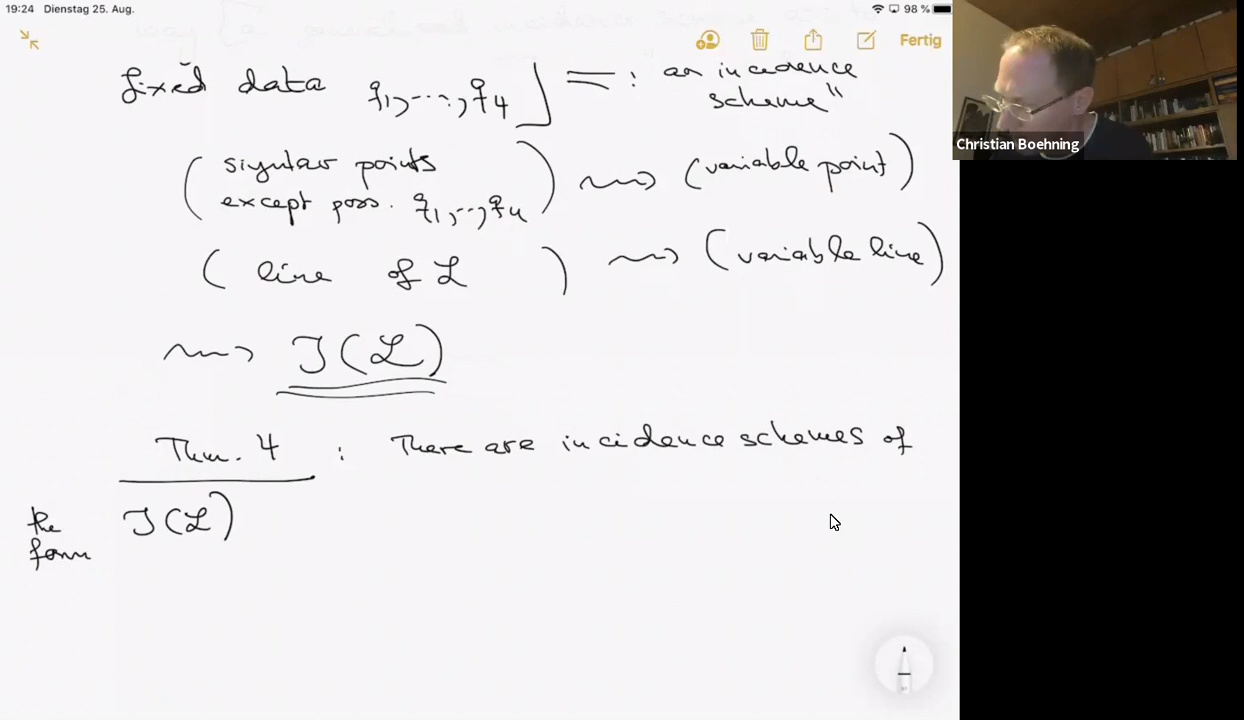 19:24 Dienstag 25. Aug.
98 %
Fertig
fixed data q1, ..., q4 ] =: an incidence
scheme"
( singular points
except poss. q1, .., q4 ) ⇝ (variable point)
( line of L ) ⇝ (variable line)
⇝ I(L)
Thm. 4 : There are incidence schemes of
the form I(L)
Christian Boehning